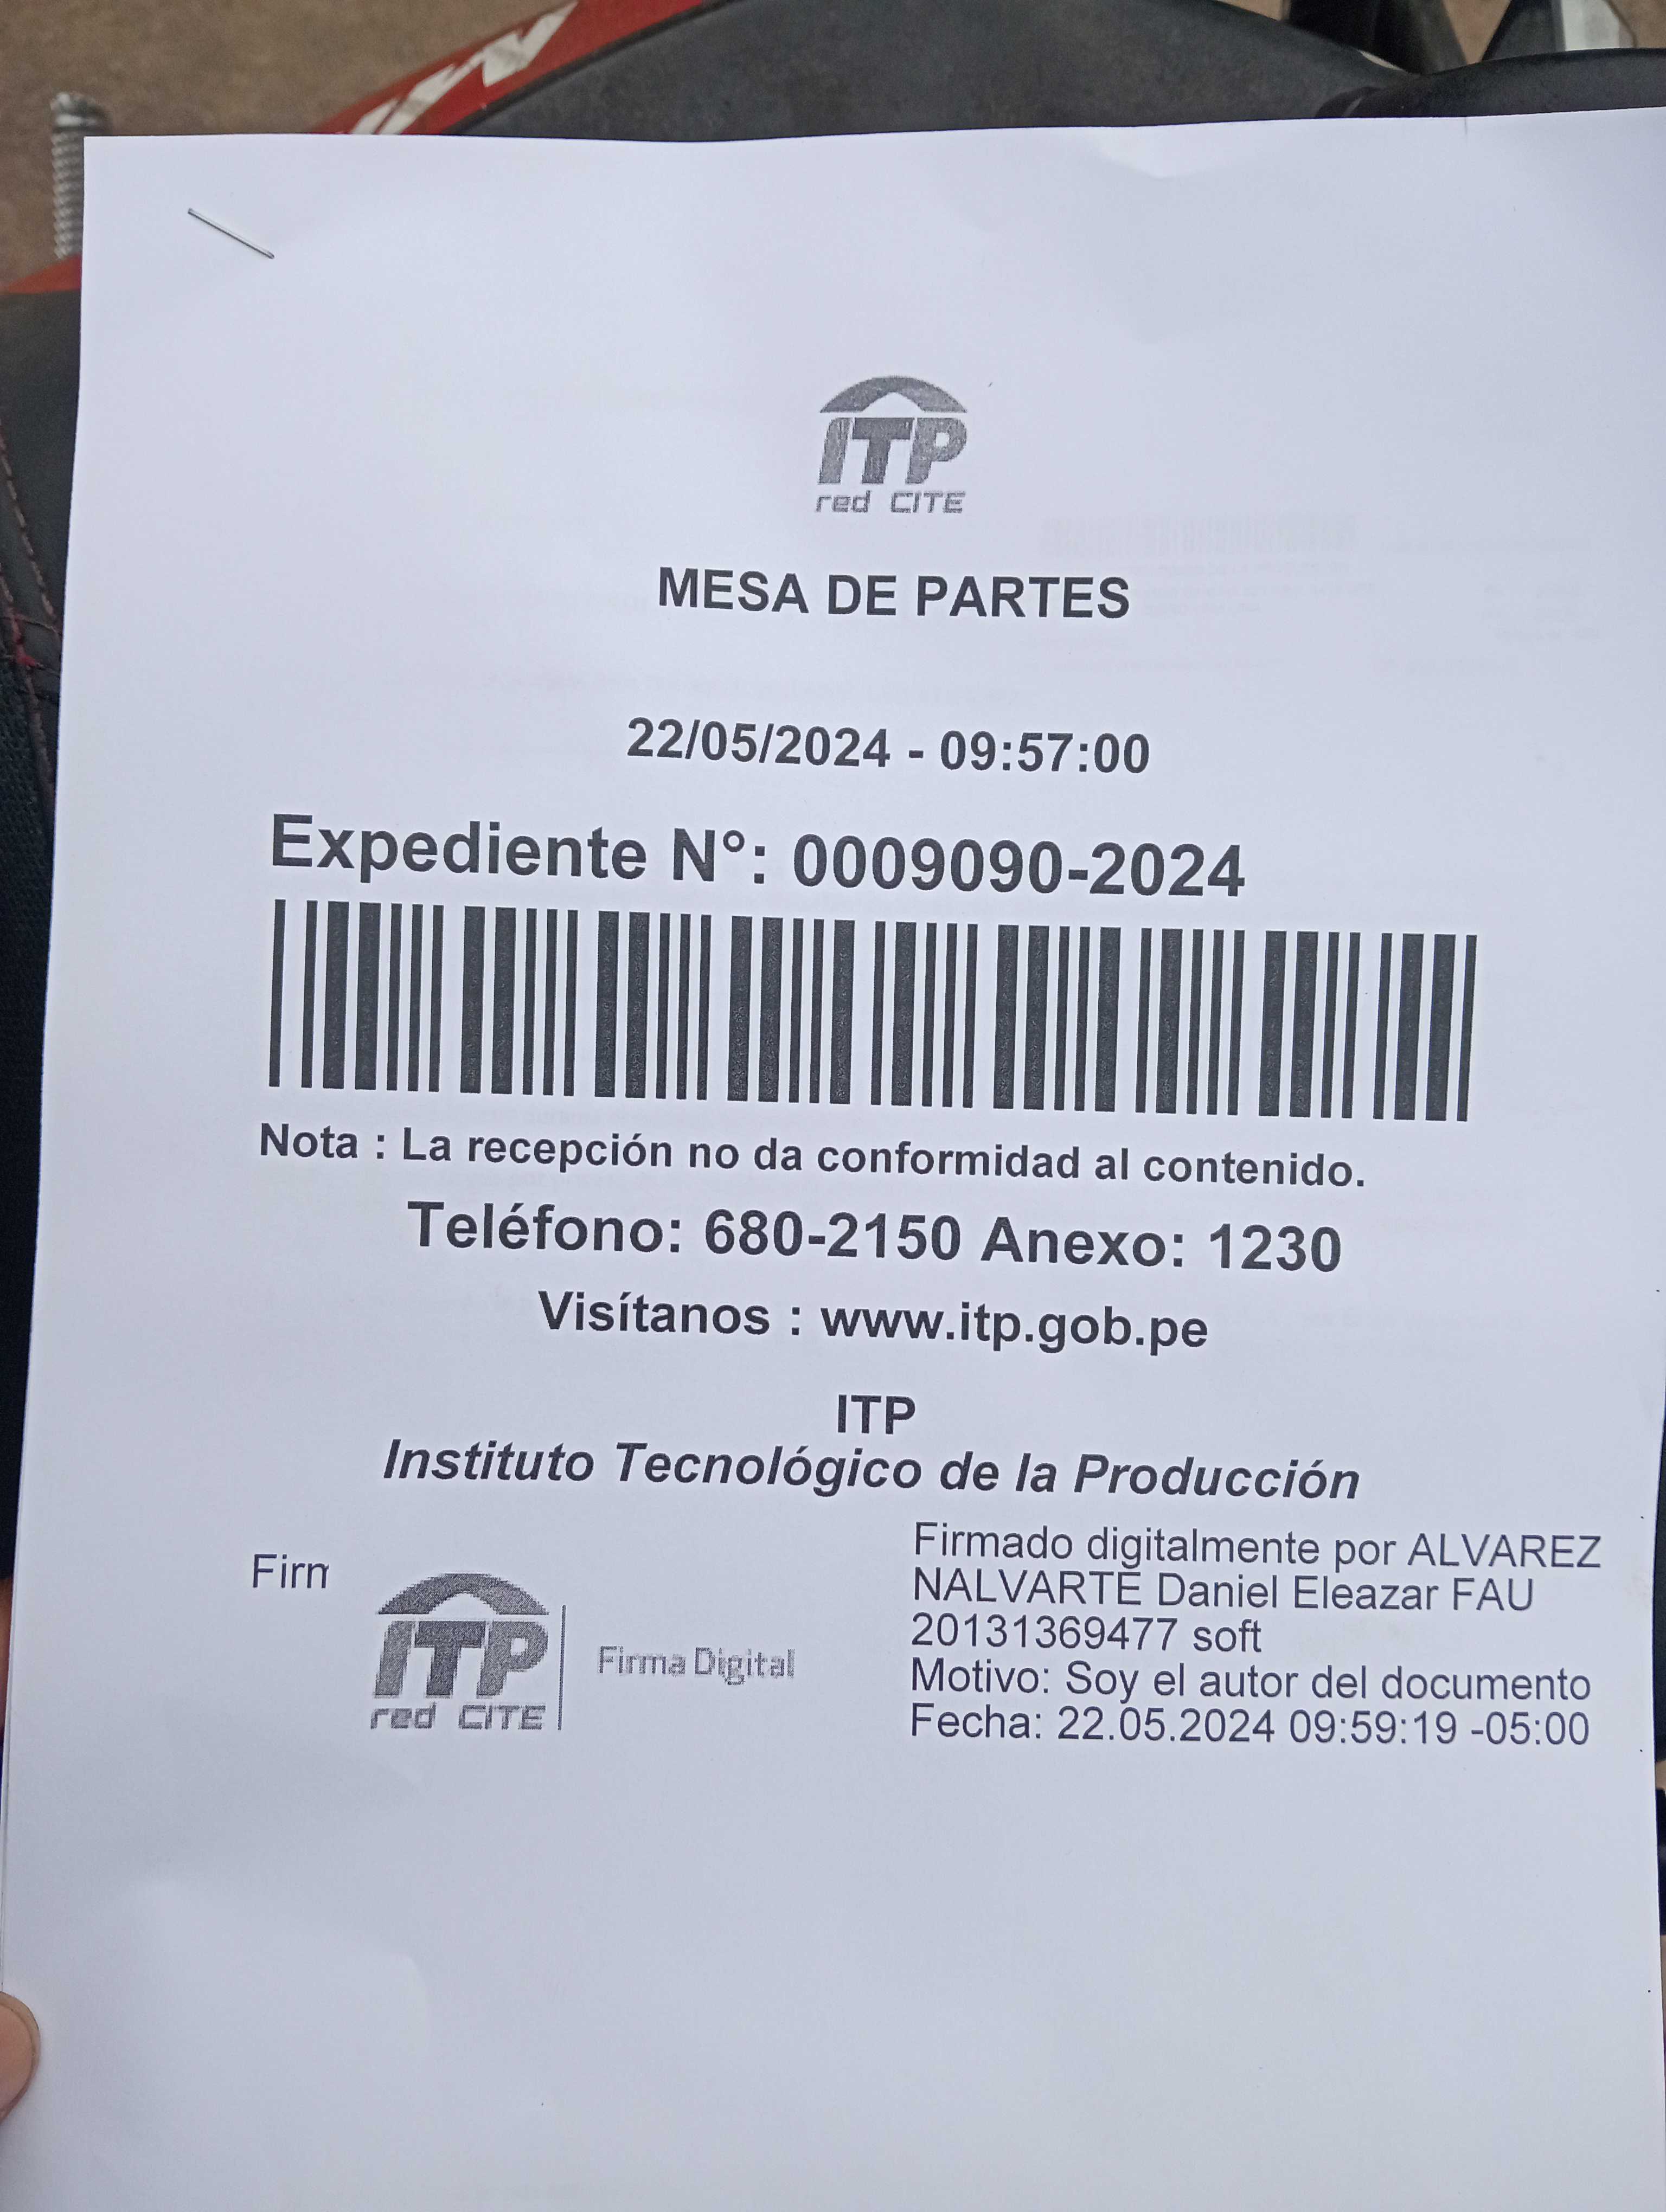 ITP
red CITE
MESA DE PARTES
22/05/2024 - 09:57:00
Expediente N°: 0009090-2024
Nota : La recepción no da conformidad al contenido.
Teléfono: 680-2150 Anexo: 1230
Visítanos : www.itp.gob.pe
ITP
Instituto Tecnológico de la Producción
Firm
ITP
red CITE
Firma Digital
Firmado digitalmente por ALVAREZ
NALVARTE Daniel Eleazar FAU
20131369477 soft
Motivo: Soy el autor del documento
Fecha: 22.05.2024 09:59:19 -05:00